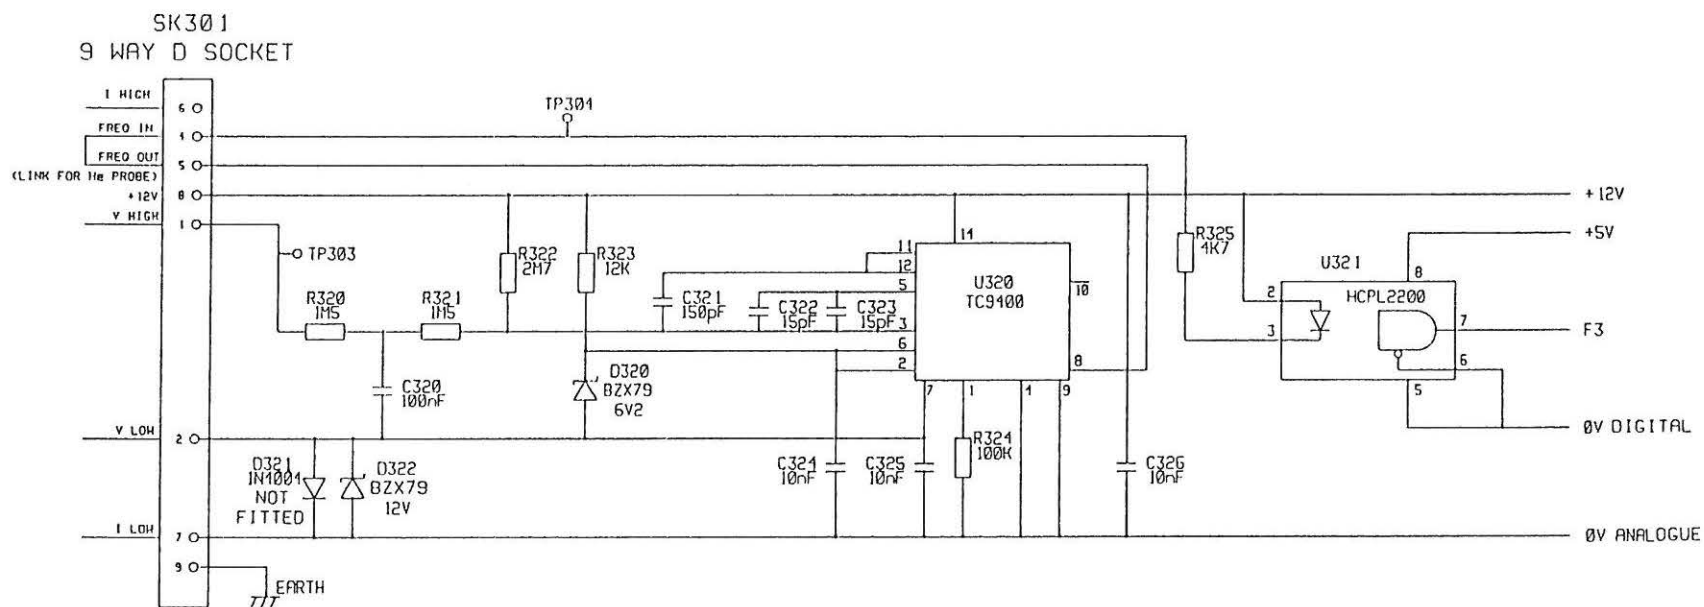 SK301
9 WAY D SOCKET
I HIGH
6
FREQ IN
4
FREQ OUT
5
(LINK FOR He PROBE)
+12V
8
V HIGH
1
TP304
TP303
R320
1M5
R321
1M5
R322
2M7
R323
12K
C320
100nF
C321
150pF
C322
15pF
C323
15pF
D320
BZX79
6V2
11
12
5
3
6
2
14
U320
TC9400
10
8
7
1
4
9
R325
4K7
+12V
+5V
U321
8
HCPL2200
2
3
7
F3
6
5
0V DIGITAL
V LOW
2
D321
1N4001
NOT
FITTED
D322
BZX79
12V
C324
10nF
C325
10nF
R324
100K
C326
10nF
I LOW
7
0V ANALOGUE
9
EARTH